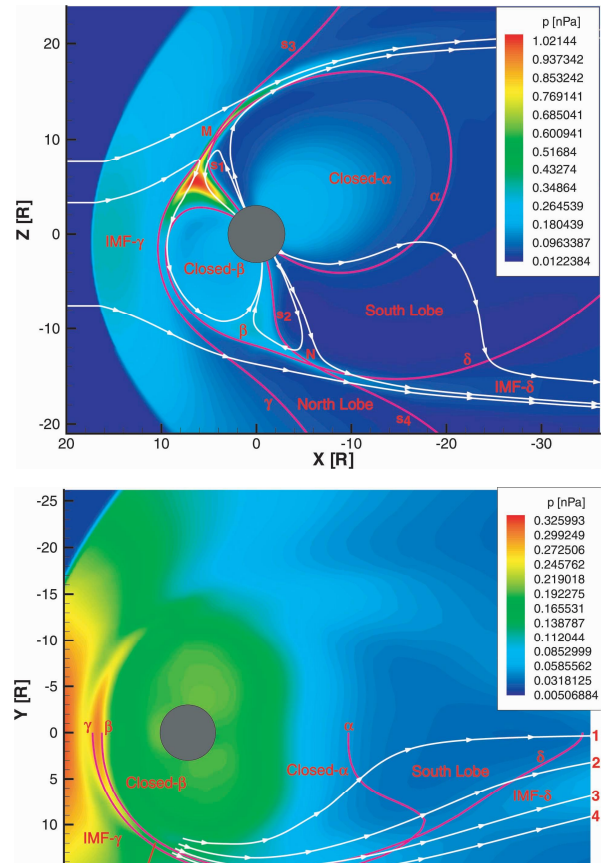 p [nPa]
1.02144
0.937342
0.853242
0.769141
0.685041
0.600941
0.51684
0.43274
0.34864
0.264539
0.180439
0.0963387
0.0122384
Z [R]
20
10
0
-10
-20
s3
M
s1
Closed-α
α
IMF-γ
Closed-β
β
s2
South Lobe
N
δ
IMF-δ
γ
North Lobe
s4
20 10 0 -10 -20 -30
X [R]
p [nPa]
0.325993
0.299249
0.272506
0.245762
0.219018
0.192275
0.165531
0.138787
0.112044
0.0852999
0.0585562
0.0318125
0.00506884
Y [R]
-25
-20
-15
-10
-5
0
5
10
γ β
α
1
Closed-β
Closed-α
South Lobe
δ
2
IMF-δ
3
4
IMF-γ